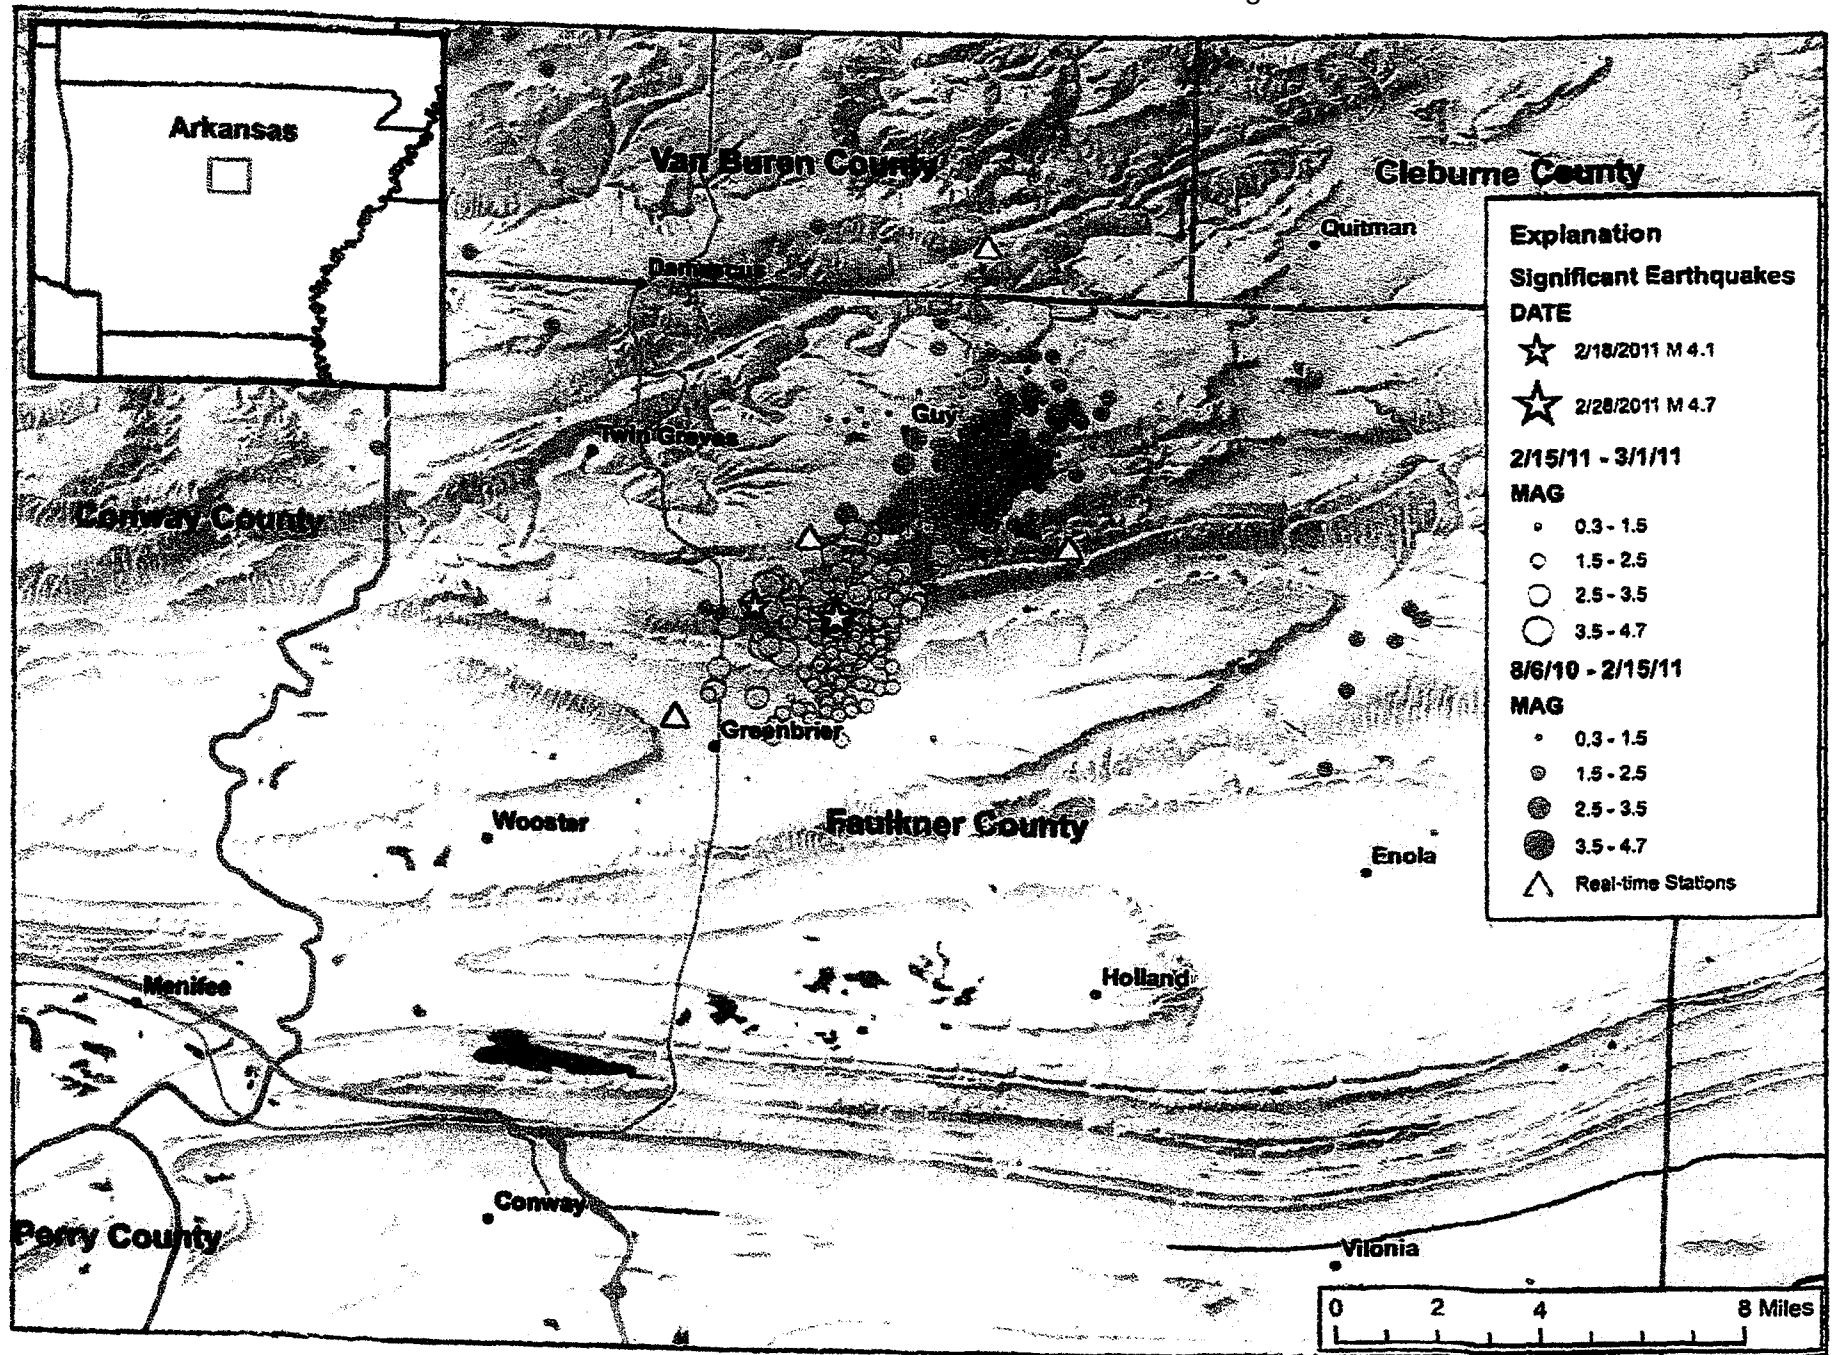 Arkansas
Van Buren County
Cleburne County
Quitman
Damascus
Guy
Twin Groves
Conway County
Greenbrier
Wooster
Faulkner County
Enola
Menifee
Holland
Conway
Perry County
Vilonia
Explanation
Significant Earthquakes
DATE
2/18/2011 M 4.1
2/28/2011 M 4.7
2/15/11 - 3/1/11
MAG
0.3 - 1.5
1.5 - 2.5
2.5 - 3.5
3.5 - 4.7
8/6/10 - 2/15/11
MAG
0.3 - 1.5
1.5 - 2.5
2.5 - 3.5
3.5 - 4.7
Real-time Stations
0 2 4 8 Miles